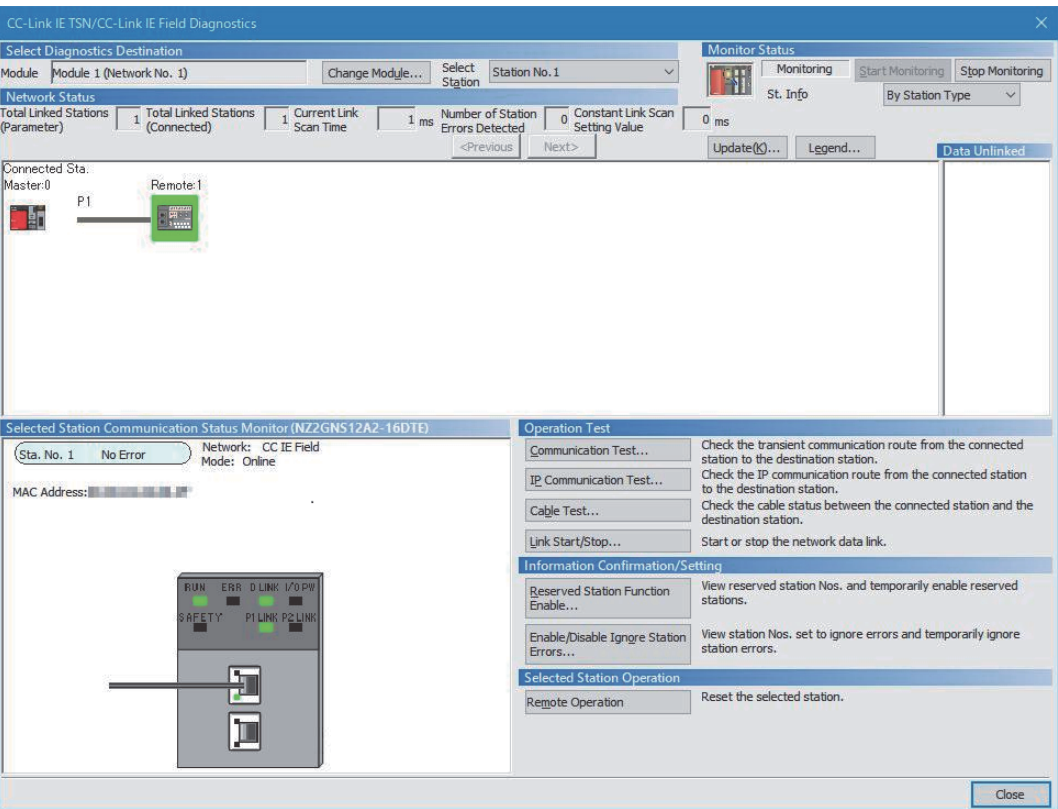 CC-Link IE TSN/CC-Link IE Field Diagnostics
Select Diagnostics Destination
Module Module 1 (Network No. 1) Change Module... Select Station Station No.1
Monitor Status
Monitoring Start Monitoring Stop Monitoring
St. Info By Station Type
Network Status
Total Linked Stations (Parameter) 1 Total Linked Stations (Connected) 1 Current Link Scan Time 1 ms Number of Station Errors Detected 0 Constant Link Scan Setting Value 0 ms
<Previous Next> Update(K)... Legend...
Data Unlinked
Connected Sta.
Master:0 Remote:1
P1
Selected Station Communication Status Monitor (NZ2GNS12A2-16DTE)
Sta. No. 1 No Error
Network: CC IE Field
Mode: Online
MAC Address:
RUN ERR D LINK I/O PW
SAFETY P1 LINK P2 LINK
Operation Test
Communication Test... Check the transient communication route from the connected
station to the destination station.
IP Communication Test... Check the IP communication route from the connected station
to the destination station.
Cable Test... Check the cable status between the connected station and the
destination station.
Link Start/Stop... Start or stop the network data link.
Information Confirmation/Setting
Reserved Station Function Enable... View reserved station Nos. and temporarily enable reserved
stations.
Enable/Disable Ignore Station Errors... View station Nos. set to ignore errors and temporarily ignore
station errors.
Selected Station Operation
Remote Operation Reset the selected station.
Close